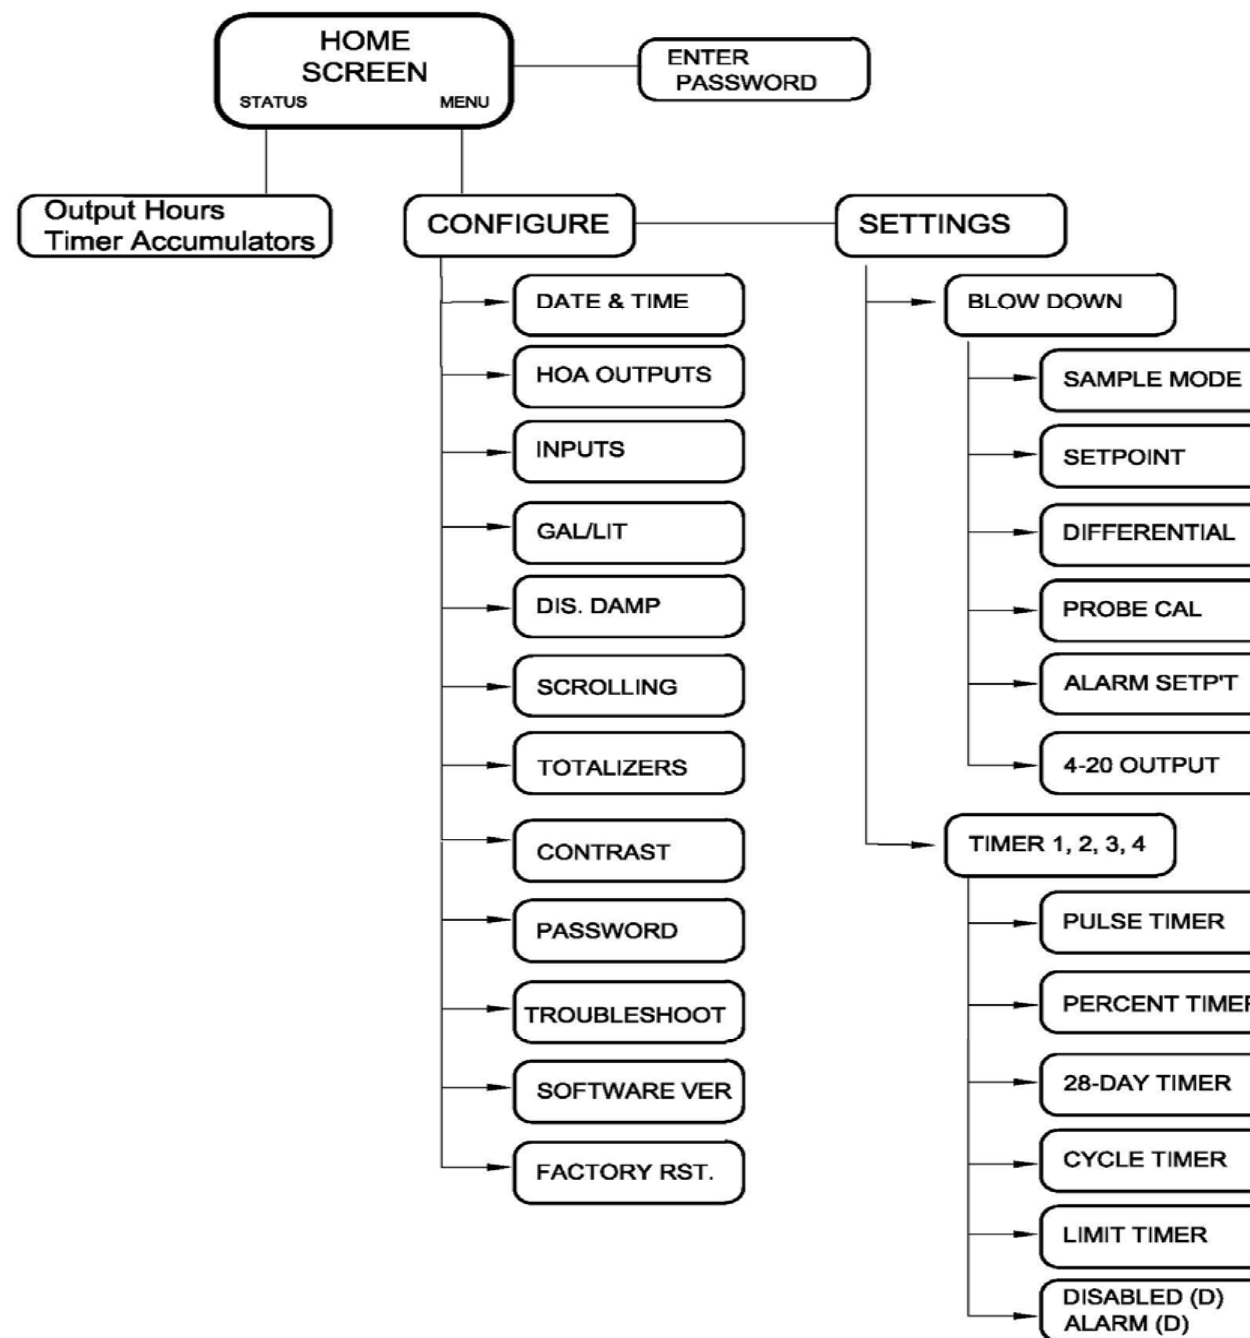 HOME
SCREEN
STATUS
MENU
ENTER
PASSWORD
Output Hours
Timer Accumulators
CONFIGURE
SETTINGS
DATE & TIME
HOA OUTPUTS
INPUTS
GAL/LIT
DIS. DAMP
SCROLLING
TOTALIZERS
CONTRAST
PASSWORD
TROUBLESHOOT
SOFTWARE VER
FACTORY RST.
BLOW DOWN
SAMPLE MODE
SETPOINT
DIFFERENTIAL
PROBE CAL
ALARM SETP'T
4-20 OUTPUT
TIMER 1, 2, 3, 4
PULSE TIMER
PERCENT TIMER
28-DAY TIMER
CYCLE TIMER
LIMIT TIMER
DISABLED (D)
ALARM (D)